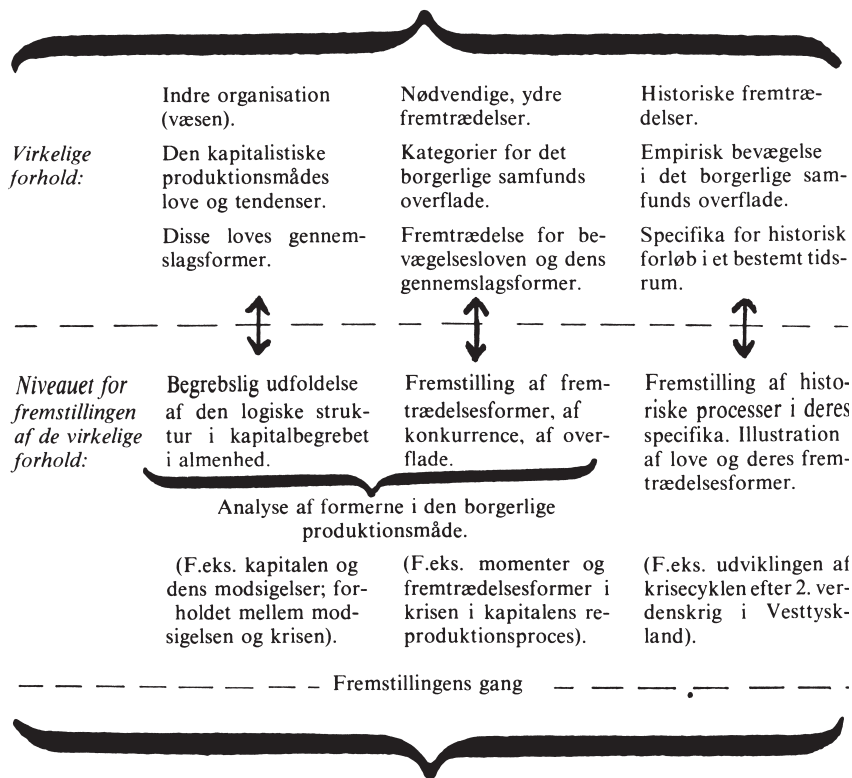 Indre organisation
(væsen).
Nødvendige, ydre
fremtrædelser.
Historiske fremtræ-
delser.
Virkelige
forhold:
Den kapitalistiske
produktionsmådes
love og tendenser.
Kategorier for det
borgerlige samfunds
overflade.
Empirisk bevægelse
i det borgerlige sam-
funds overflade.
Disse loves gennem-
slagsformer.
Fremtrædelse for be-
vægelsesloven og dens
gennemslagsformer.
Specifika for historisk
forløb i et bestemt tids-
rum.
Niveauet for
fremstillingen
af de virkelige
forhold:
Begrebslig udfoldelse
af den logiske struk-
tur i kapitalbegrebet
i almenhed.
Fremstilling af frem-
trædelsesformer, af
konkurrence, af over-
flade.
Fremstilling af histo-
riske processer i deres
specifika. Illustration
af love og deres frem-
trædelsesformer.
Analyse af formerne i den borgerlige
produktionsmåde.
(F.eks. kapitalen og
dens modsigelser; for-
holdet mellem mod-
sigelsen og krisen).
(F.eks. momenter og
fremtrædelsesformer i
krisen i kapitalens re-
produktionsproces).
(F.eks. udviklingen af
krisecyklen efter 2. ver-
denskrig i Vesttysk-
land).
Fremstillingens gang